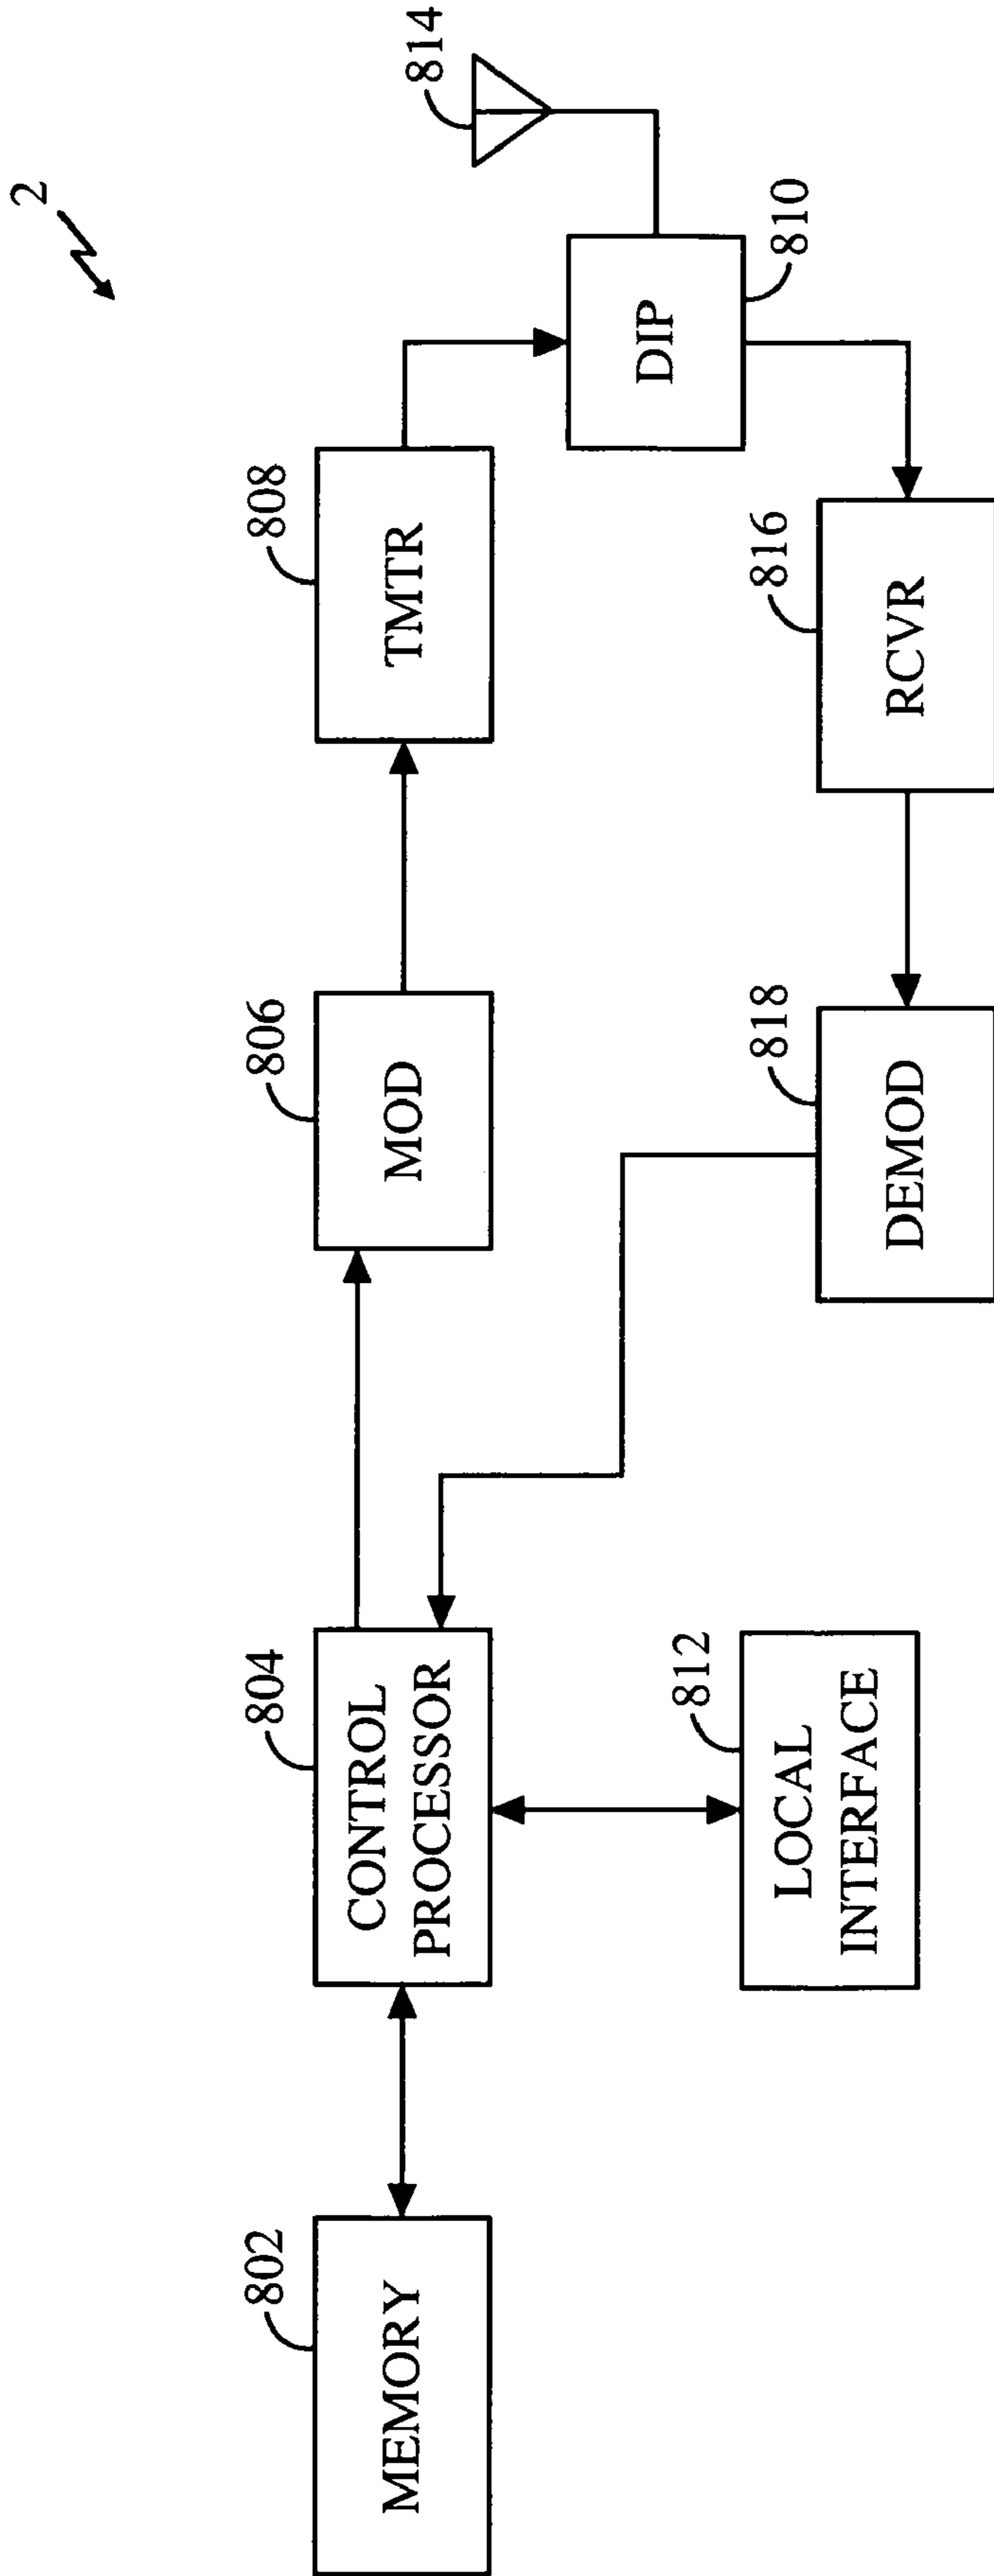 2
802
MEMORY
804
CONTROL
PROCESSOR
806
MOD
808
TMTR
814
DIP
810
812
LOCAL
INTERFACE
818
DEMOD
816
RCVR